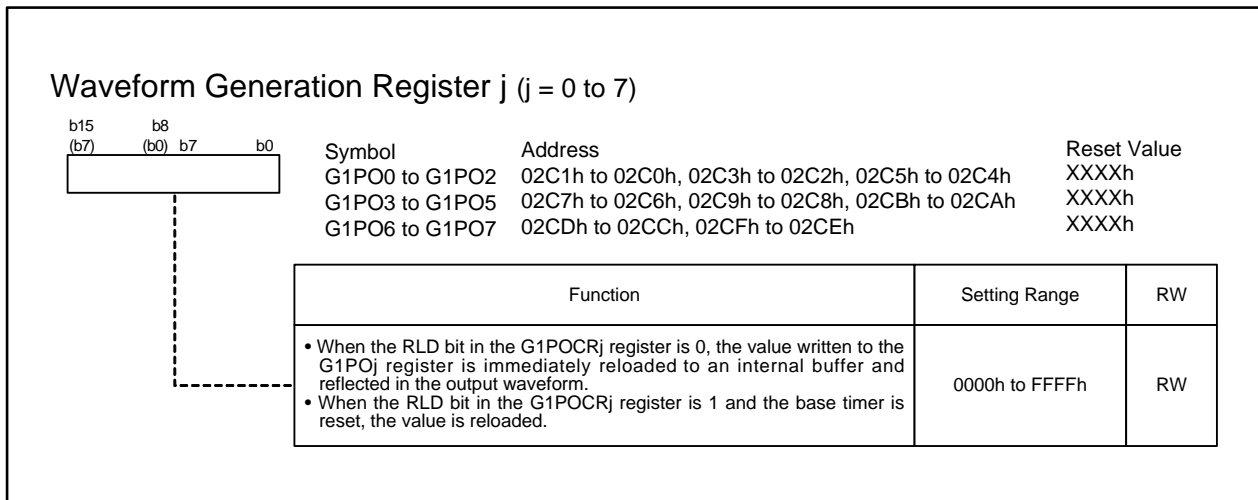 Waveform Generation Register j (j = 0 to 7)
b15 b8
(b7) (b0) b7 b0
Symbol Address Reset Value
G1PO0 to G1PO2 02C1h to 02C0h, 02C3h to 02C2h, 02C5h to 02C4h XXXXh
G1PO3 to G1PO5 02C7h to 02C6h, 02C9h to 02C8h, 02CBh to 02CAh XXXXh
G1PO6 to G1PO7 02CDh to 02CCh, 02CFh to 02CEh XXXXh
Function Setting Range RW
• When the RLD bit in the G1POCRj register is 0, the value written to the
G1POj register is immediately reloaded to an internal buffer and
reflected in the output waveform.
• When the RLD bit in the G1POCRj register is 1 and the base timer is
reset, the value is reloaded.
0000h to FFFFh RW